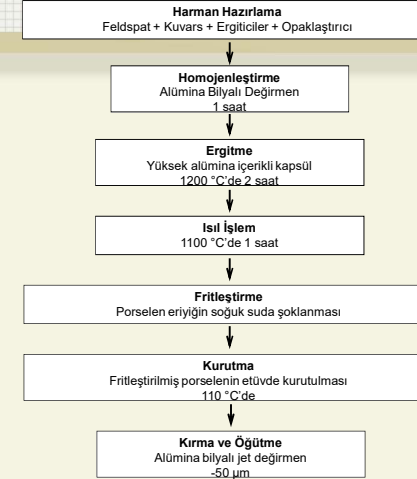 Harman Hazırlama
Feldspat + Kuvars + Ergiticiler + Opaklaştırıcı
Homojenleştirme
Alümina Bilyalı Değirmen
1 saat
Ergitme
Yüksek alümina içerikli kapsül
1200 °C'de 2 saat
Isıl İşlem
1100 °C'de 1 saat
Fritleştirme
Porselen eriyiğin soğuk suda şoklanması
Kurutma
Fritleştirilmiş porselenin etüvde kurutulması
110 °C'de
Kırma ve Öğütme
Alümina bilyalı jet değirmen
-50 µm